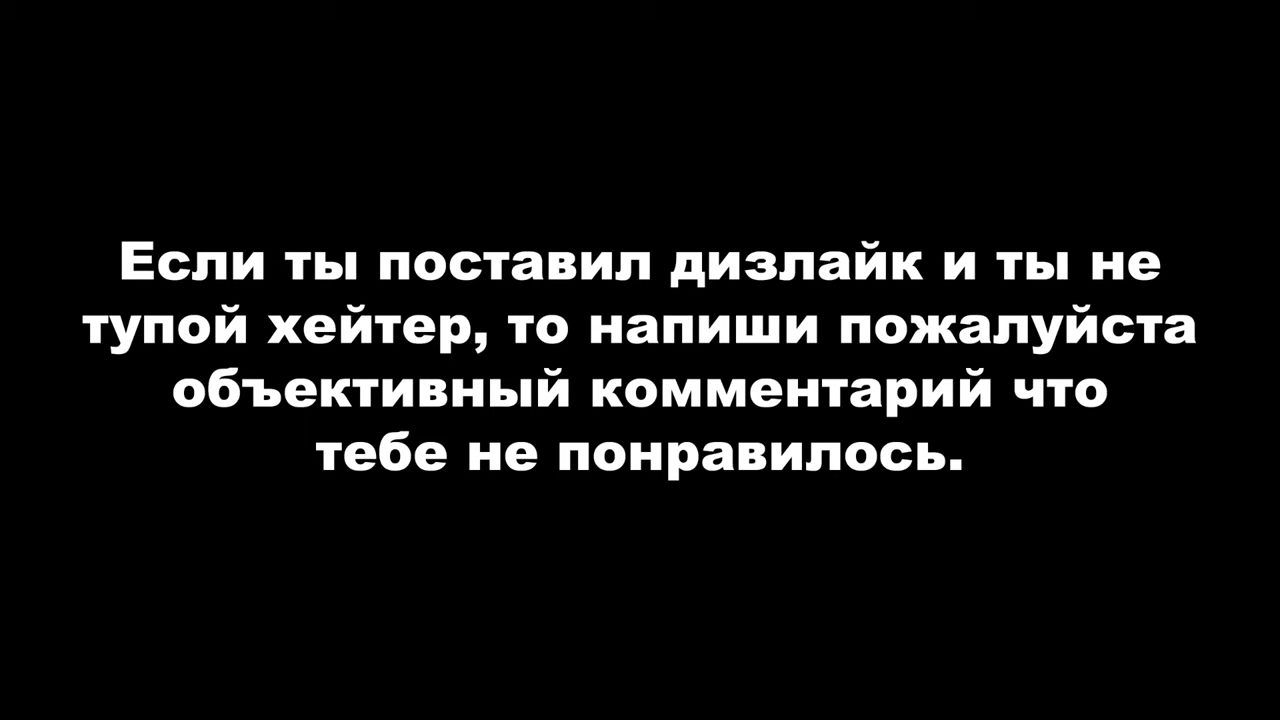 Если ты поставил дизлайк и ты не
тупой хейтер, то напиши пожалуйста
объективный комментарий что
тебе не понравилось.